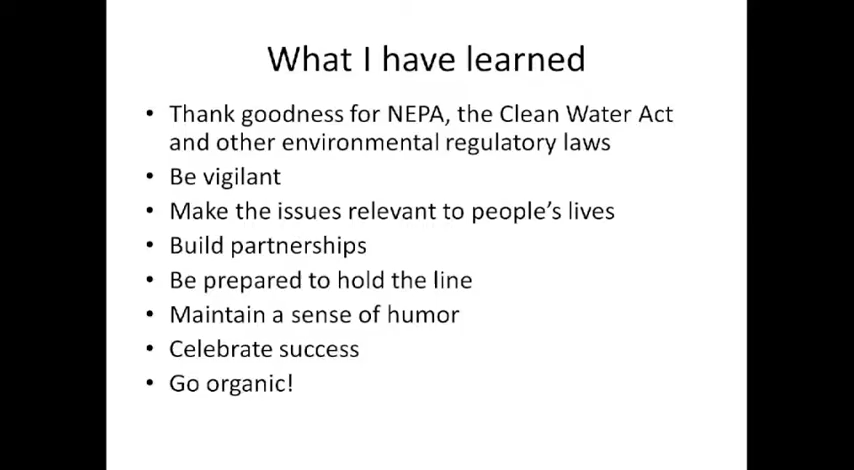 What I have learned
• Thank goodness for NEPA, the Clean Water Act
and other environmental regulatory laws
• Be vigilant
• Make the issues relevant to people's lives
• Build partnerships
• Be prepared to hold the line
• Maintain a sense of humor
• Celebrate success
• Go organic!